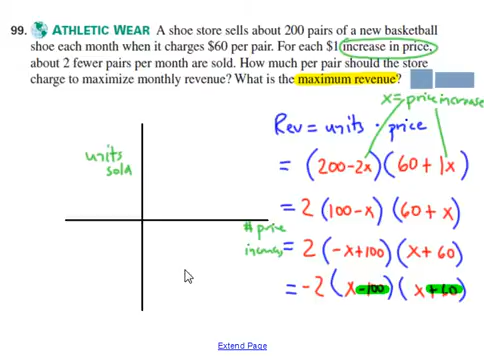 99. ATHLETIC WEAR A shoe store sells about 200 pairs of a new basketball
shoe each month when it charges $60 per pair. For each $1 increase in price,
about 2 fewer pairs per month are sold. How much per pair should the store
charge to maximize monthly revenue? What is the maximum revenue?
x = price increase
Rev = units · price
= (200-2x)(60+1x)
= 2(100-x)(60+x)
= 2(-x+100)(x+60)
= -2(x-100)(x+60)
units
sold
# price
increases
Extend Page